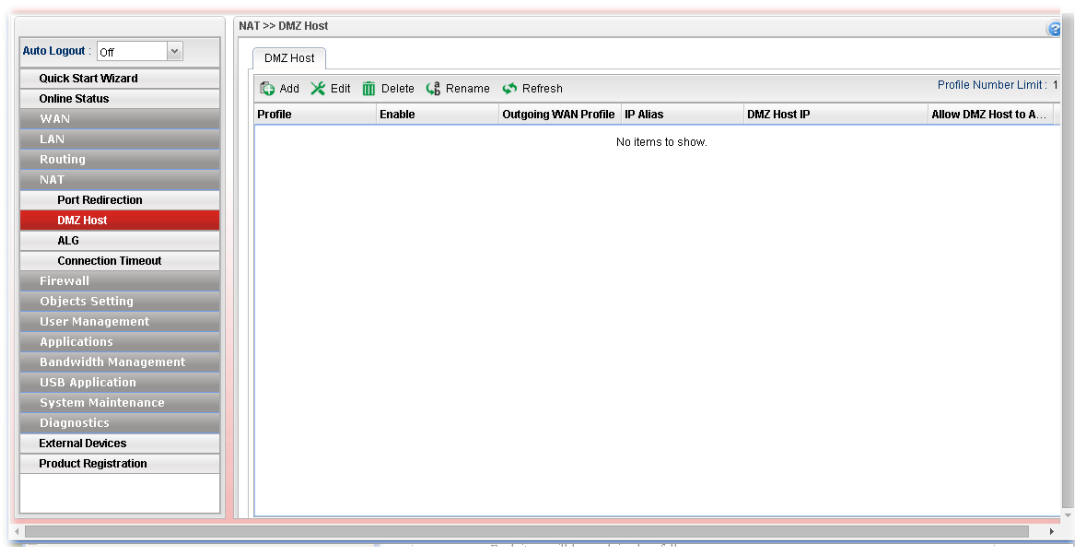 NAT >> DMZ Host
Auto Logout : Off
Quick Start Wizard
Online Status
WAN
LAN
Routing
NAT
Port Redirection
DMZ Host
ALG
Connection Timeout
Firewall
Objects Setting
User Management
Applications
Bandwidth Management
USB Application
System Maintenance
Diagnostics
External Devices
Product Registration
DMZ Host
Add Edit Delete Rename Refresh Profile Number Limit : 1
Profile Enable Outgoing WAN Profile IP Alias DMZ Host IP Allow DMZ Host to A...
No items to show.